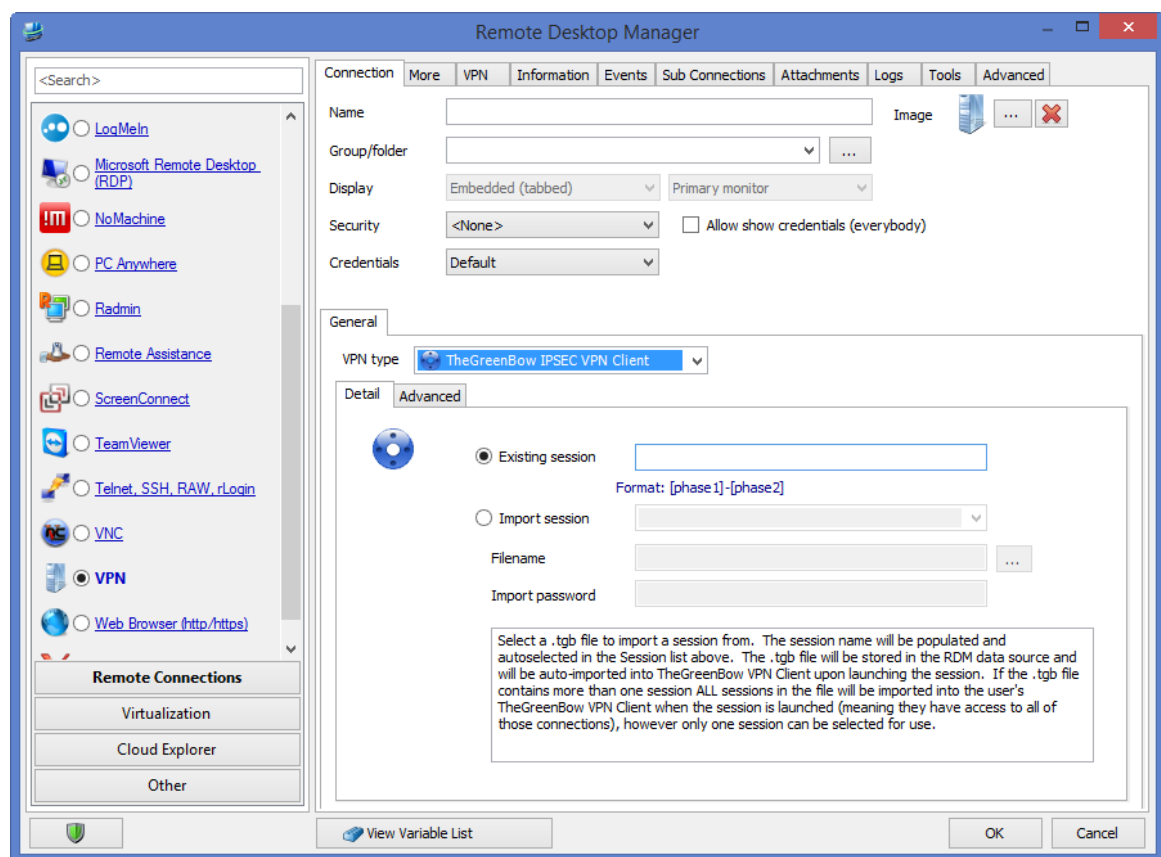 Remote Desktop Manager
<Search>
LogMeIn
Microsoft Remote Desktop
(RDP)
NoMachine
PC Anywhere
Radmin
Remote Assistance
ScreenConnect
TeamViewer
Telnet, SSH, RAW, rLogin
VNC
VPN
Web Browser (http/https)
Remote Connections
Virtualization
Cloud Explorer
Other
Connection More VPN Information Events Sub Connections Attachments Logs Tools Advanced
Name Image ...
Group/folder ...
Display Embedded (tabbed) Primary monitor
Security <None> Allow show credentials (everybody)
Credentials Default
General
VPN type TheGreenBow IPSEC VPN Client
Detail Advanced
Existing session
Format: [phase1]-[phase2]
Import session
Filename ...
Import password
Select a .tgb file to import a session from. The session name will be populated and
autoselected in the Session list above. The .tgb file will be stored in the RDM data source and
will be auto-imported into TheGreenBow VPN Client upon launching the session. If the .tgb file
contains more than one session ALL sessions in the file will be imported into the user's
TheGreenBow VPN Client when the session is launched (meaning they have access to all of
those connections), however only one session can be selected for use.
View Variable List OK Cancel